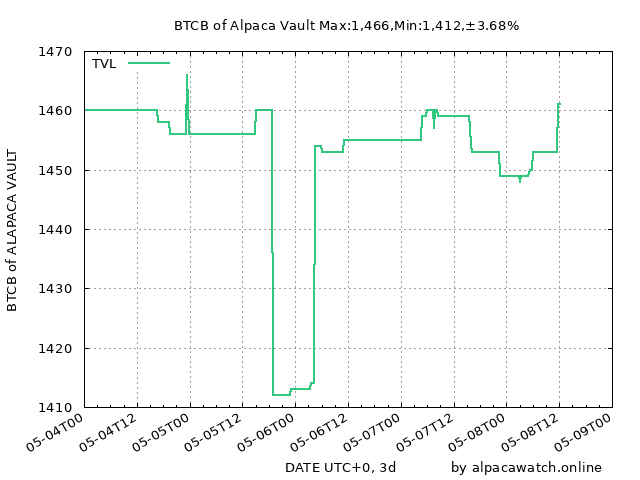 BTCB of Alpaca Vault Max:1,466,Min:1,412,±3.68%
TVL
1470
1460
1450
1440
1430
1420
1410
BTCB of ALAPACA VAULT
05-04T00
05-04T12
05-05T00
05-05T12
05-06T00
05-06T12
05-07T00
05-07T12
05-08T00
05-08T12
05-09T00
DATE UTC+0, 3d
by alpacawatch.online